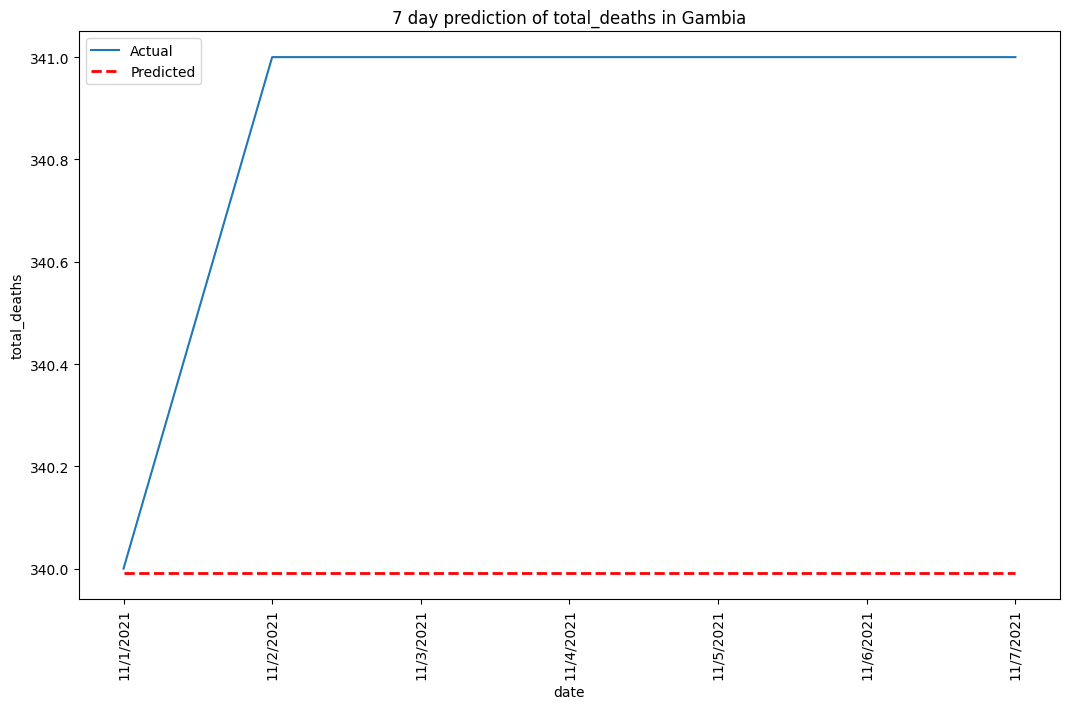 7 day prediction of total_deaths in Gambia
Actual
Predicted
341.0
340.8
340.6
340.4
340.2
340.0
total_deaths
11/1/2021
11/2/2021
11/3/2021
11/4/2021
11/5/2021
11/6/2021
11/7/2021
date